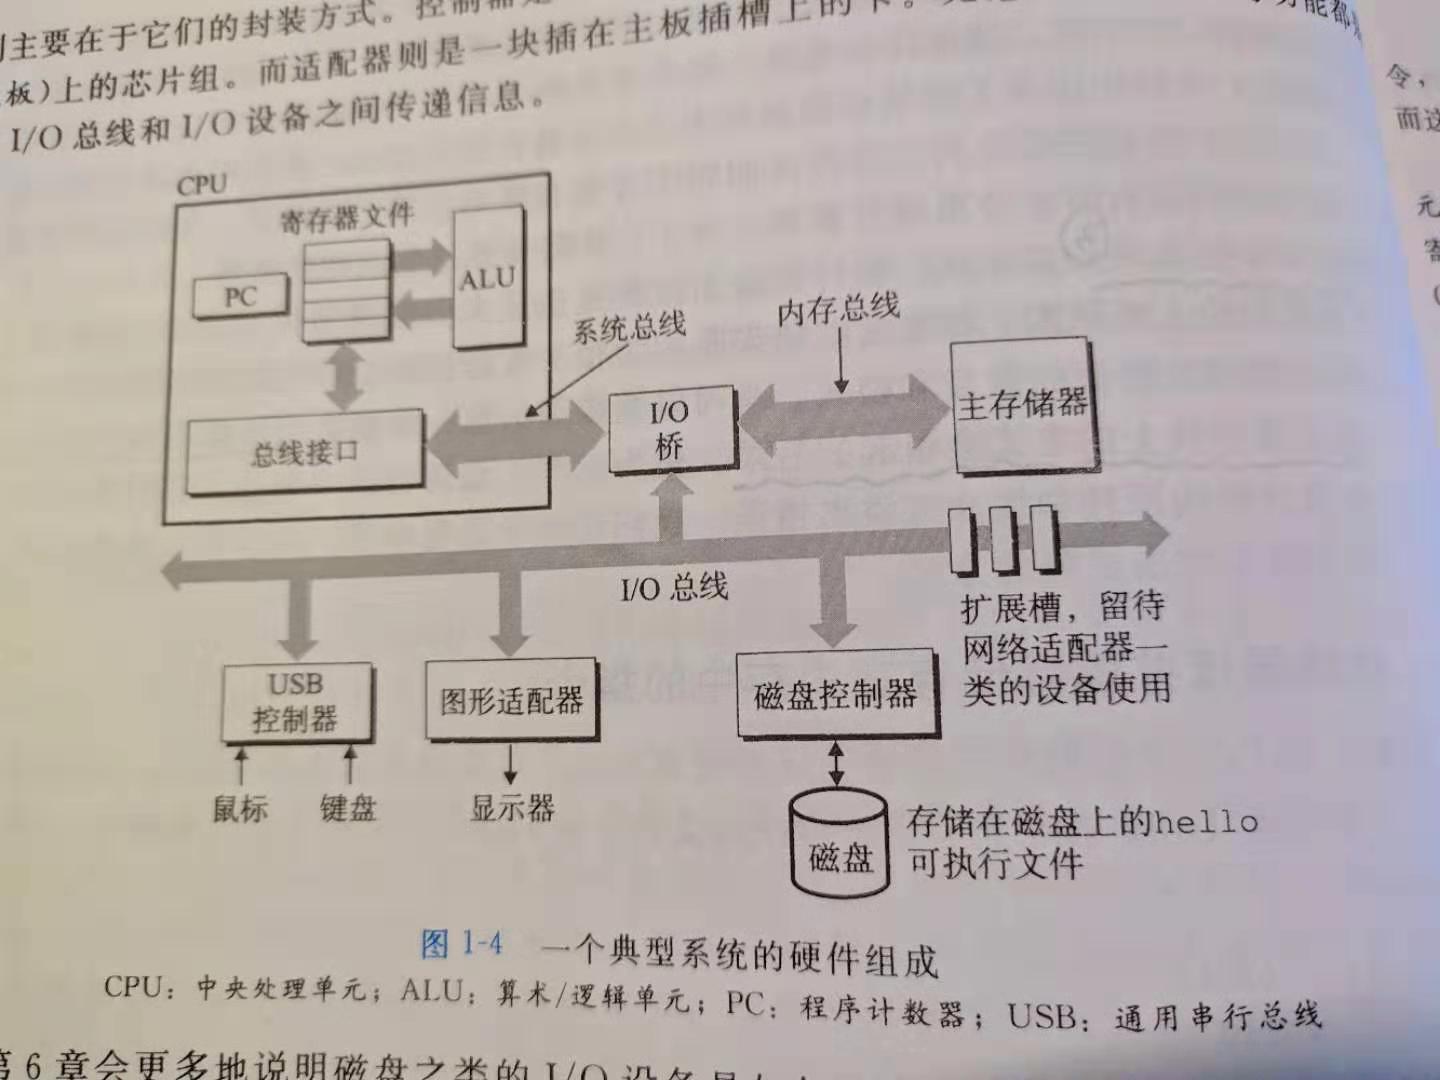 主要在于它们的封装方式。控制器是
板)上的芯片组。而适配器则是一块插在主板插槽上的卡。
I/O 总线和 I/O 设备之间传递信息。
CPU
寄存器文件
PC
ALU
系统总线
内存总线
总线接口
I/O
桥
主存储器
I/O 总线
扩展槽，留待
网络适配器一
类的设备使用
USB
控制器
图形适配器
磁盘控制器
鼠标
键盘
显示器
磁盘
存储在磁盘上的hello
可执行文件
图 1-4 一个典型系统的硬件组成
CPU：中央处理单元；ALU：算术/逻辑单元；PC：程序计数器；USB：通用串行总线
第 6 章会更多地说明磁盘之类的 I/O 设备
令，
而这
元